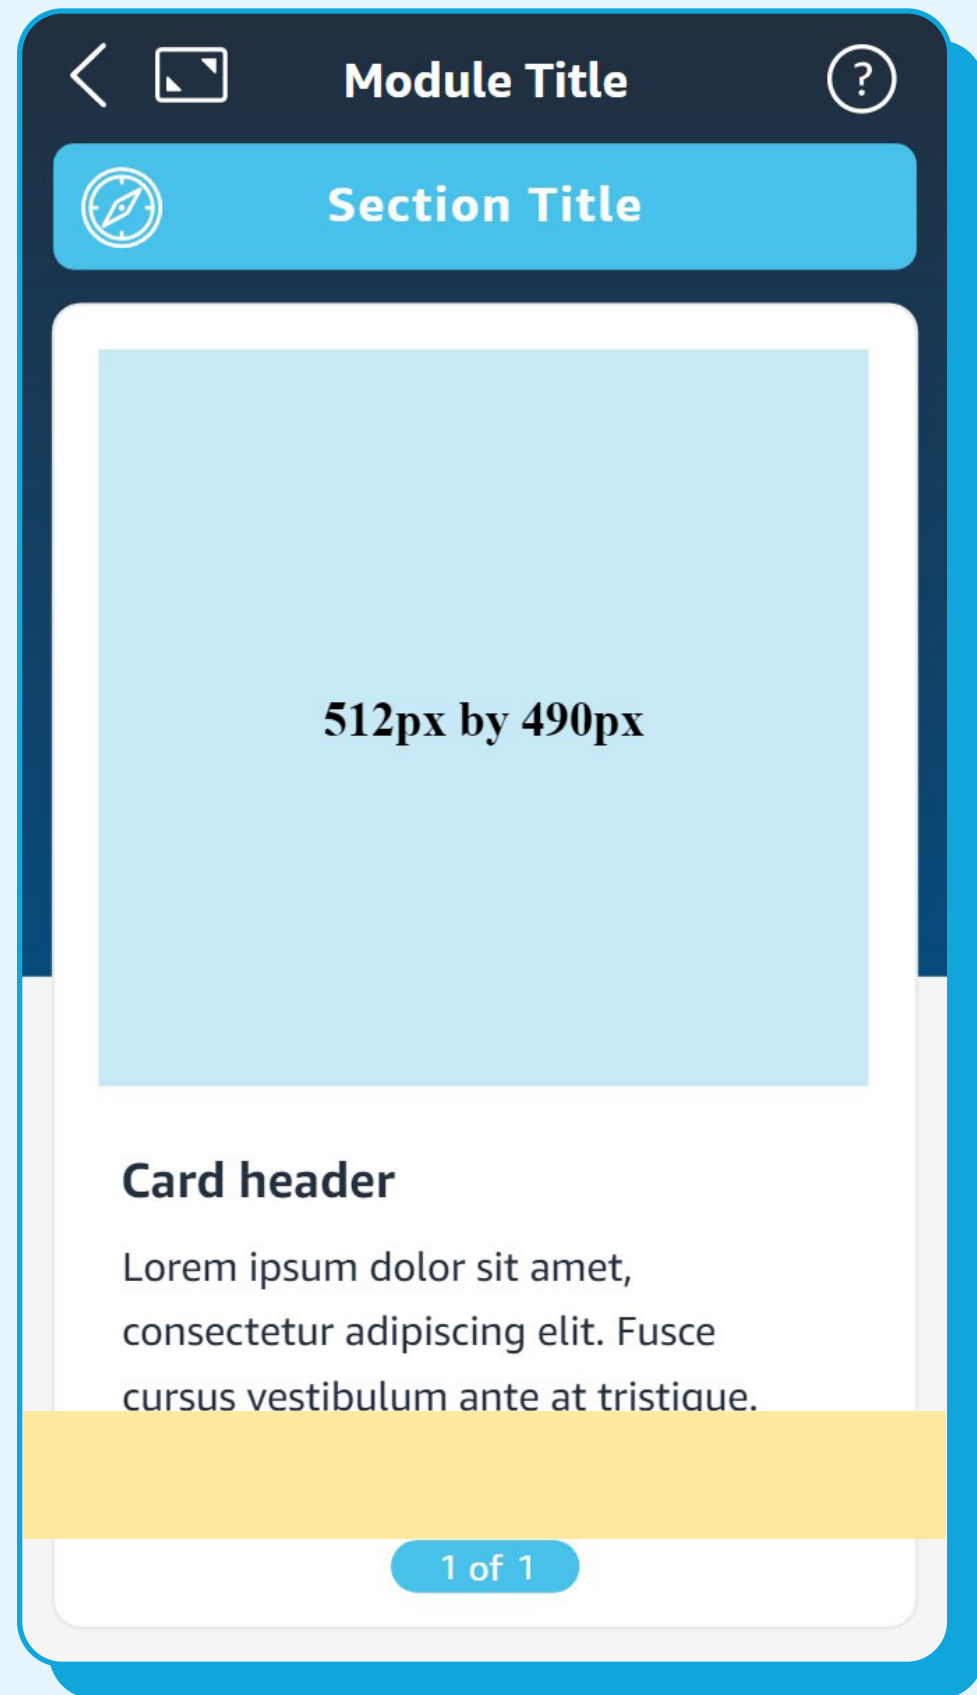 Module Title
?
Section Title
512px by 490px
Card header
Lorem ipsum dolor sit amet,
consectetur adipiscing elit. Fusce
cursus vestibulum ante at tristique.
1 of 1